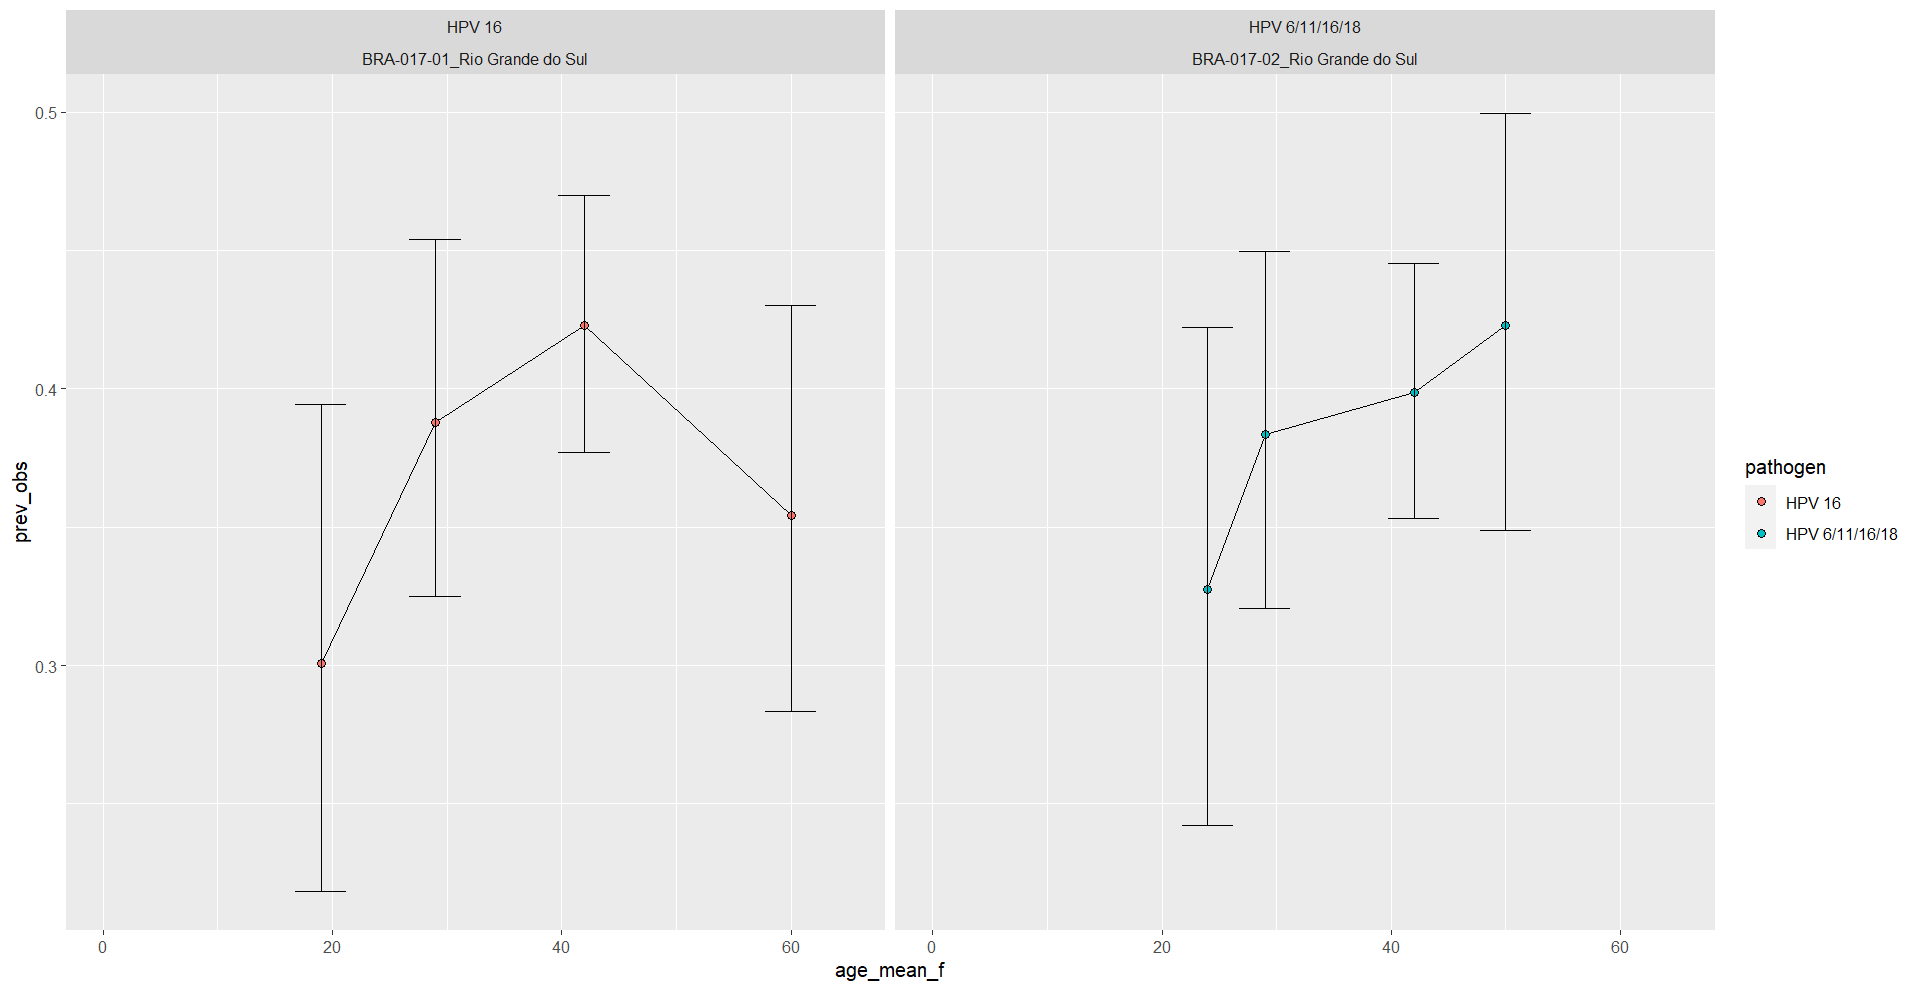 HPV 16
BRA-017-01_Rio Grande do Sul
HPV 6/11/16/18
BRA-017-02_Rio Grande do Sul
prev_obs
0.5
0.4
0.3
0 20 40 60
0 20 40 60
age_mean_f
pathogen
HPV 16
HPV 6/11/16/18